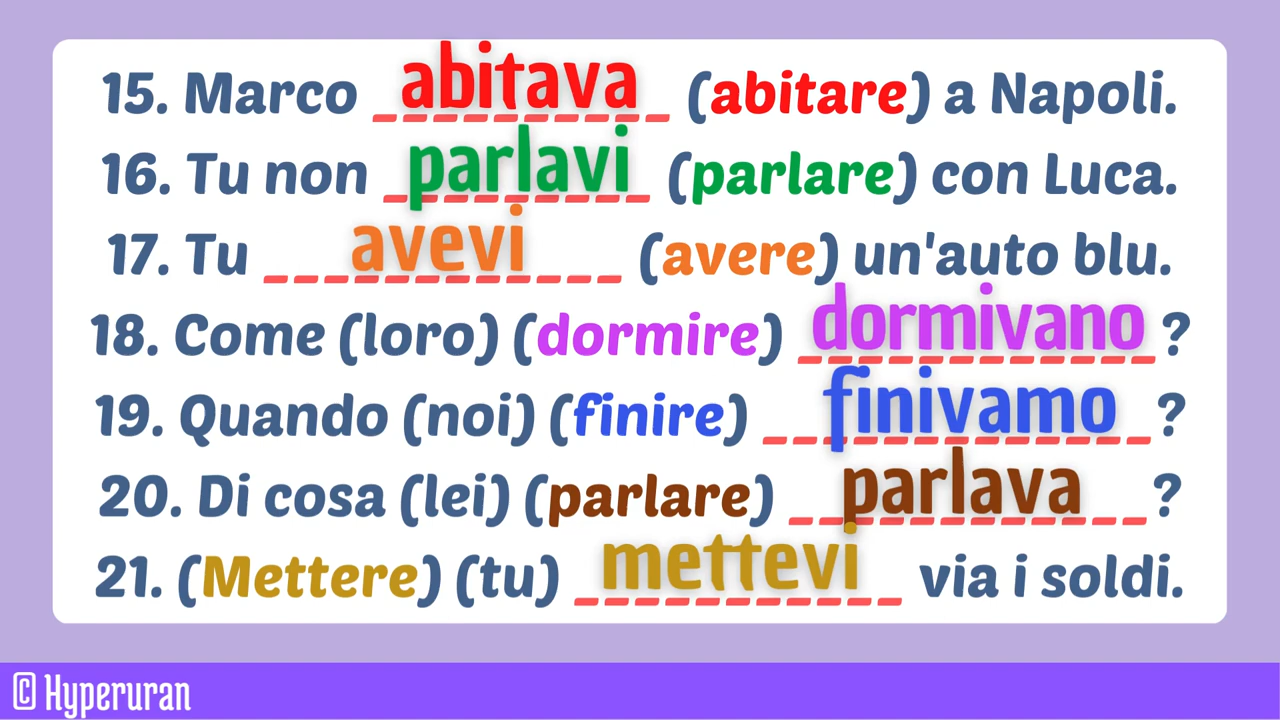 15. Marco abitava (abitare) a Napoli.
16. Tu non parlavi (parlare) con Luca.
17. Tu avevi (avere) un'auto blu.
18. Come (loro) (dormire) dormivano ?
19. Quando (noi) (finire) finivamo ?
20. Di cosa (lei) (parlare) parlava ?
21. (Mettere) (tu) mettevi via i soldi.
© Hyperuran